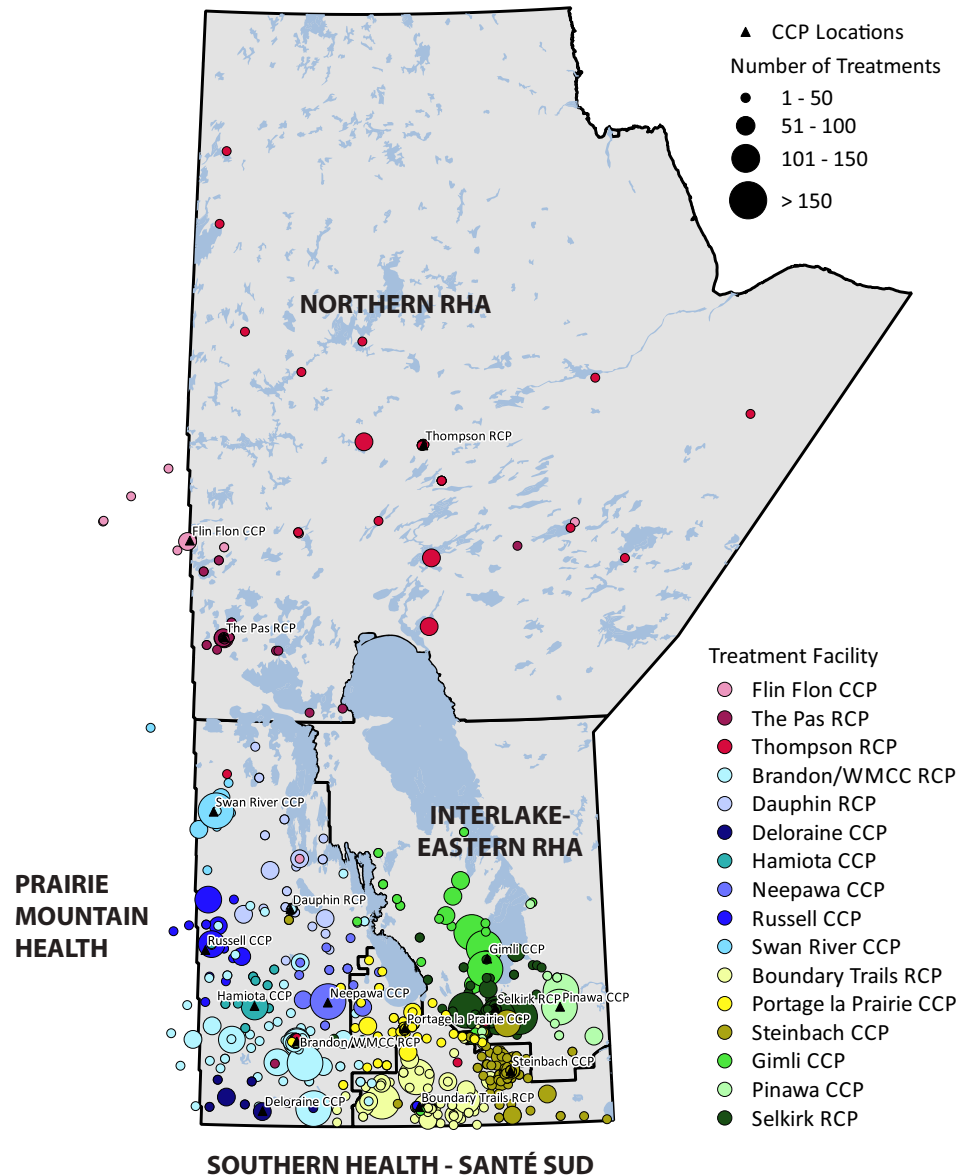 CCP Locations
Number of Treatments
1 - 50
51 - 100
101 - 150
> 150
NORTHERN RHA
Thompson RCP
Flin Flon CCP
The Pas RCP
Treatment Facility
Flin Flon CCP
The Pas RCP
Thompson RCP
Brandon/WMCC RCP
Dauphin RCP
Deloraine CCP
Hamiota CCP
Neepawa CCP
Russell CCP
Swan River CCP
Boundary Trails RCP
Portage la Prairie CCP
Steinbach CCP
Gimli CCP
Pinawa CCP
Selkirk RCP
Swan River CCP
INTERLAKE-
EASTERN RHA
PRAIRIE
MOUNTAIN
HEALTH
Dauphin RCP
Russell CCP
Gimli CCP
Hamiota CCP
Neepawa CCP
Selkirk RCP
Pinawa CCP
Portage la Prairie CCP
Brandon/WMCC RCP
Steinbach CCP
Deloraine CCP
Boundary Trails RCP
SOUTHERN HEALTH - SANTÉ SUD